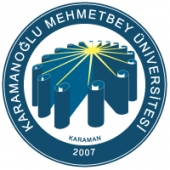 KARAMANOĞLU MEHMETBEY ÜNİVERSİTESİ
KARAMAN
2007